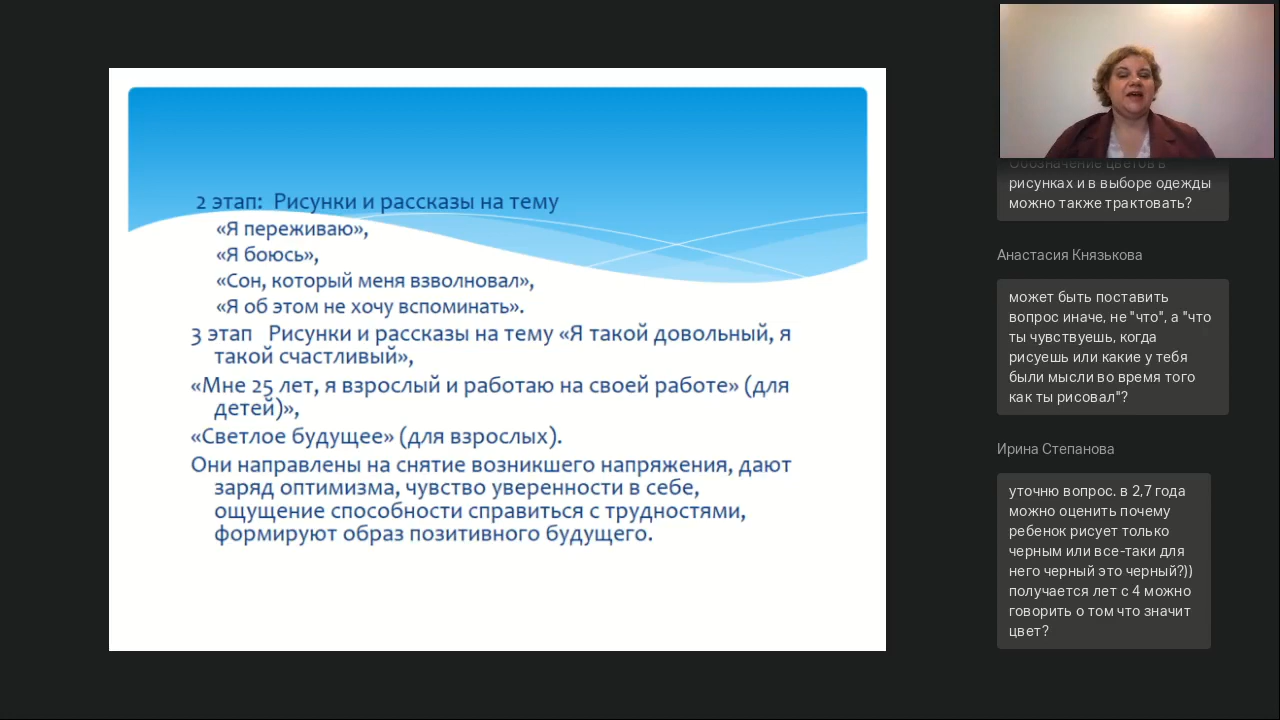 2 этап: Рисунки и рассказы на тему
«Я переживаю»,
«Я боюсь»,
«Сон, который меня взволновал»,
«Я об этом не хочу вспоминать».
3 этап Рисунки и рассказы на тему «Я такой довольный, я
такой счастливый»,
«Мне 25 лет, я взрослый и работаю на своей работе» (для
детей)»,
«Светлое будущее» (для взрослых).
Они направлены на снятие возникшего напряжения, дают
заряд оптимизма, чувство уверенности в себе,
ощущение способности справиться с трудностями,
формируют образ позитивного будущего.
Обозначение цветов в
рисунках и в выборе одежды
можно также трактовать?
Анастасия Князькова
может быть поставить
вопрос иначе, не "что", а "что
ты чувствуешь, когда
рисуешь или какие у тебя
были мысли во время того
как ты рисовал"?
Ирина Степанова
уточню вопрос. в 2,7 года
можно оценить почему
ребенок рисует только
черным или все-таки для
него черный это черный?))
получается лет с 4 можно
говорить о том что значит
цвет?